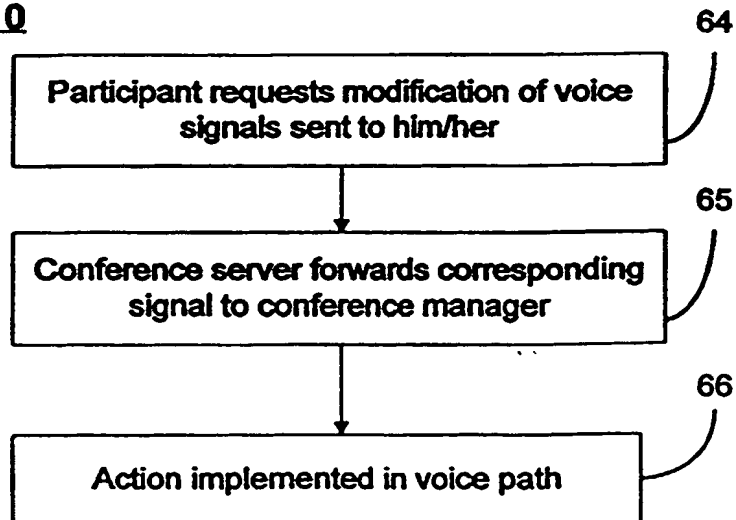 0
64
Participant requests modification of voice
signals sent to him/her
65
Conference server forwards corresponding
signal to conference manager
66
Action implemented in voice path